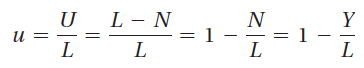 u = U/L = (L − N)/L = 1 − N/L = 1 − Y/L